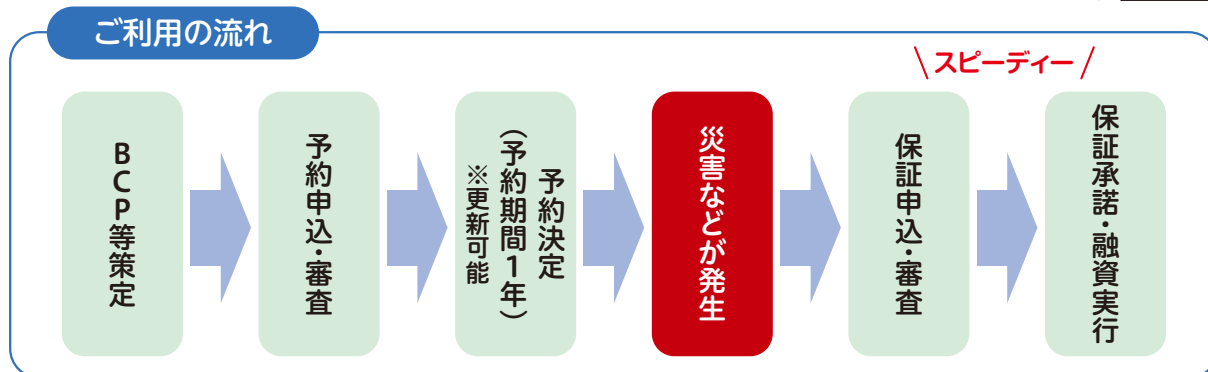 ご利用の流れ
スピーディー
BCP等策定
予約申込・審査
予約決定
(予約期間1年)
※更新可能
災害などが発生
保証申込・審査
保証承諾・融資実行